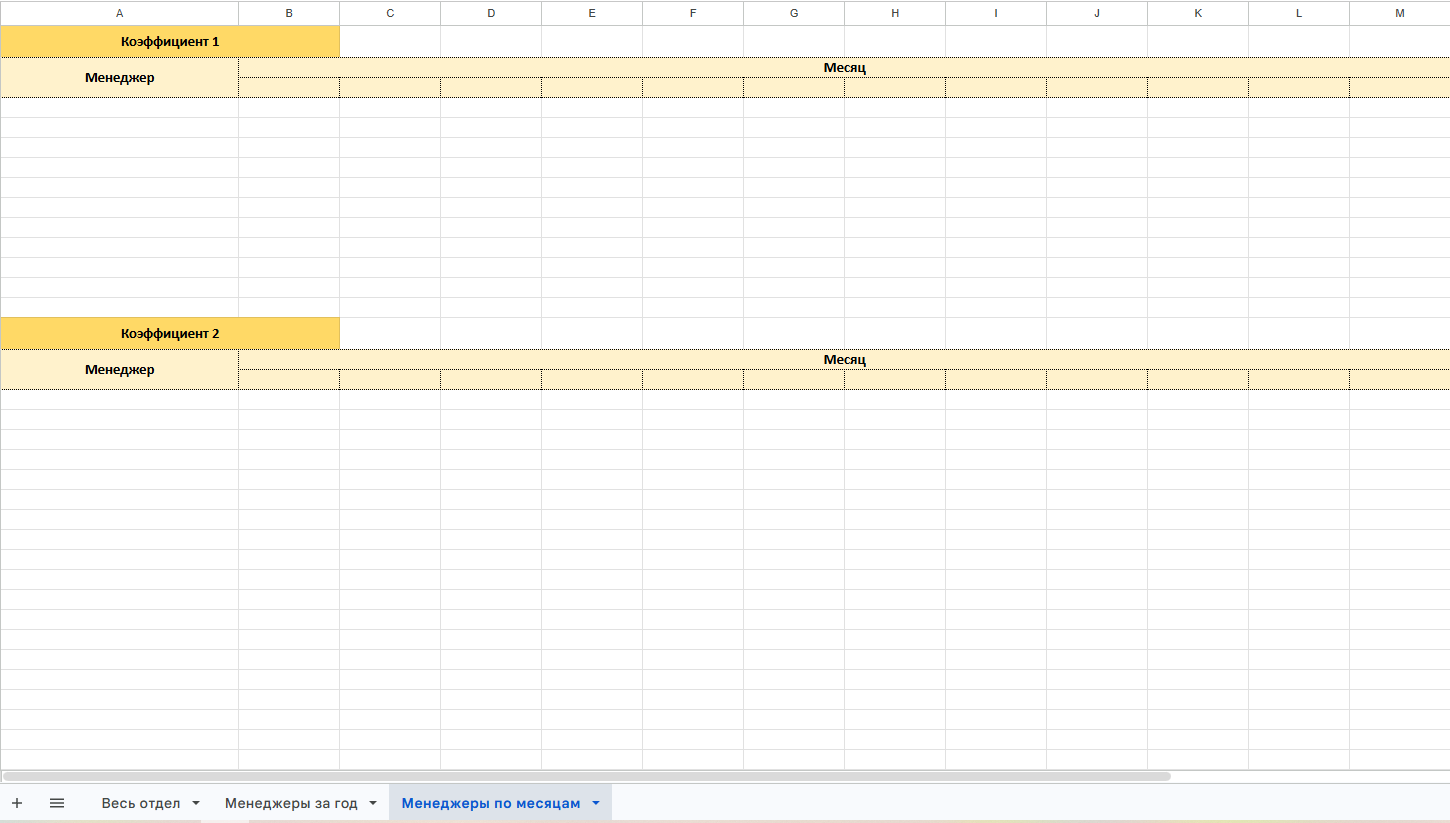 A B C D E F G H I J K L M
Коэффициент 1
Менеджер
Месяц
Коэффициент 2
Менеджер
Месяц
Весь отдел Менеджеры за год Менеджеры по месяцам